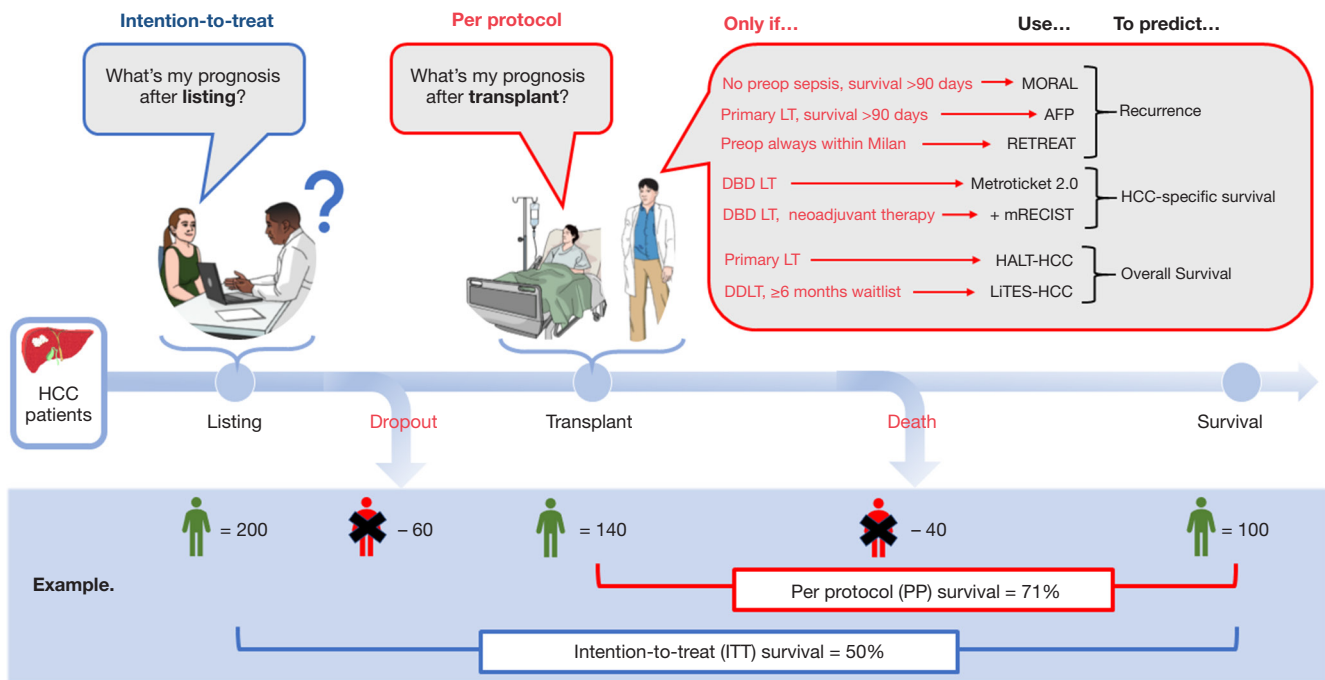 Intention-to-treat
Per protocol
Only if…
Use…
To predict…
What’s my prognosis
after listing?
What’s my prognosis
after transplant?
No preop sepsis, survival >90 days
MORAL
Primary LT, survival >90 days
AFP
Preop always within Milan
RETREAT
Recurrence
DBD LT
Metroticket 2.0
DBD LT, neoadjuvant therapy
+ mRECIST
HCC-specific survival
Primary LT
HALT-HCC
DDLT, ≥6 months waitlist
LiTES-HCC
Overall Survival
?
HCC
patients
Listing
Dropout
Transplant
Death
Survival
= 200
– 60
= 140
– 40
= 100
Example.
Per protocol (PP) survival = 71%
Intention-to-treat (ITT) survival = 50%